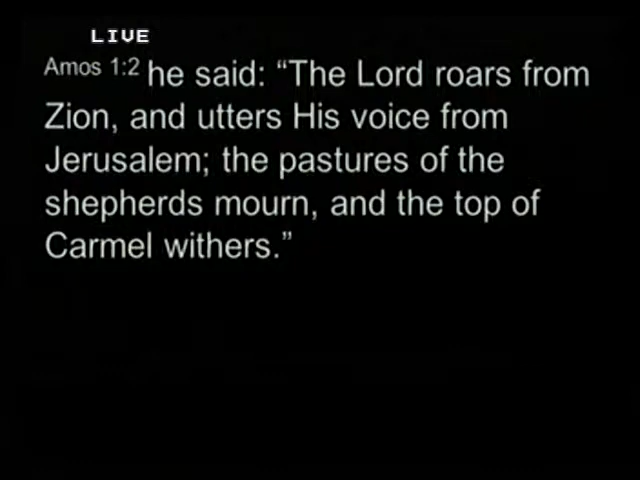 LIVE
Amos 1:2 he said: “The Lord roars from
Zion, and utters His voice from
Jerusalem; the pastures of the
shepherds mourn, and the top of
Carmel withers.”